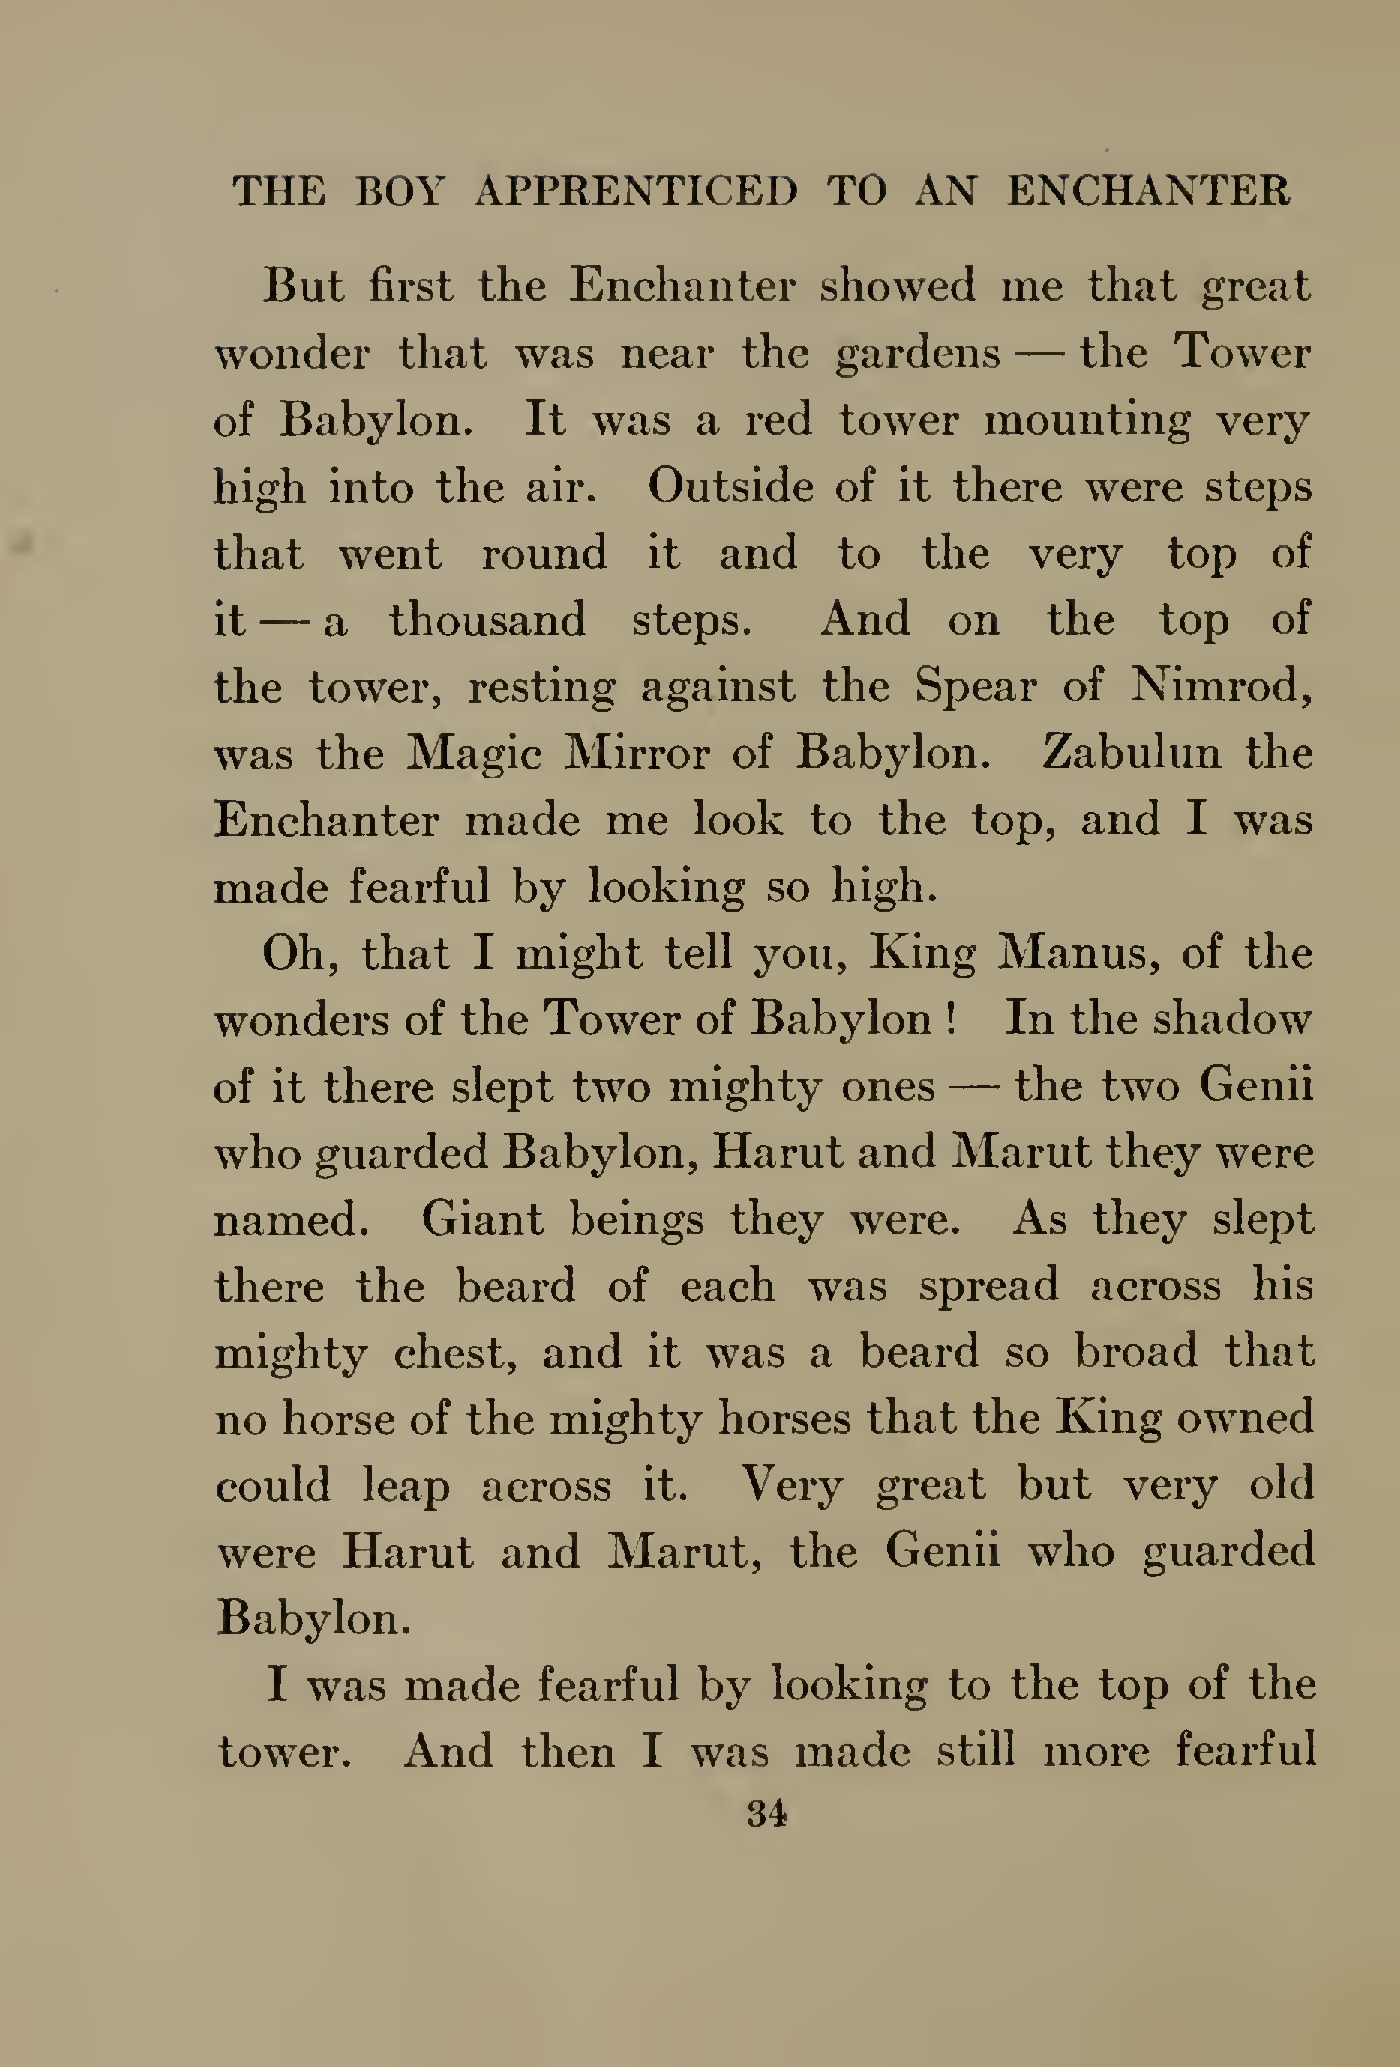 THE BOY APPRENTICED TO AN ENCHANTER
But first the Enchanter showed me that great
wonder that was near the gardens — the Tower
of Babylon. It was a red tower mounting very
high into the air. Outside of it there were steps
that went round it and to the very top of
it — a thousand steps. And on the top of
the tower, resting against the Spear of Nimrod,
was the Magic Mirror of Babylon. Zabulun the
Enchanter made me look to the top, and I was
made fearful by looking so high.
Oh, that I might tell you, King Manus, of the
wonders of the Tower of Babylon ! In the shadow
of it there slept two mighty ones — the two Genii
who guarded Babylon, Harut and Marut they were
named. Giant beings they were. As they slept
there the beard of each was spread across his
mighty chest, and it was a beard so broad that
no horse of the mighty horses that the King owned
could leap across it. Very great but very old
were Harut and Marut, the Genii who guarded
Babylon.
I was made fearful by looking to the top of the
tower. And then I was made still more fearful
34